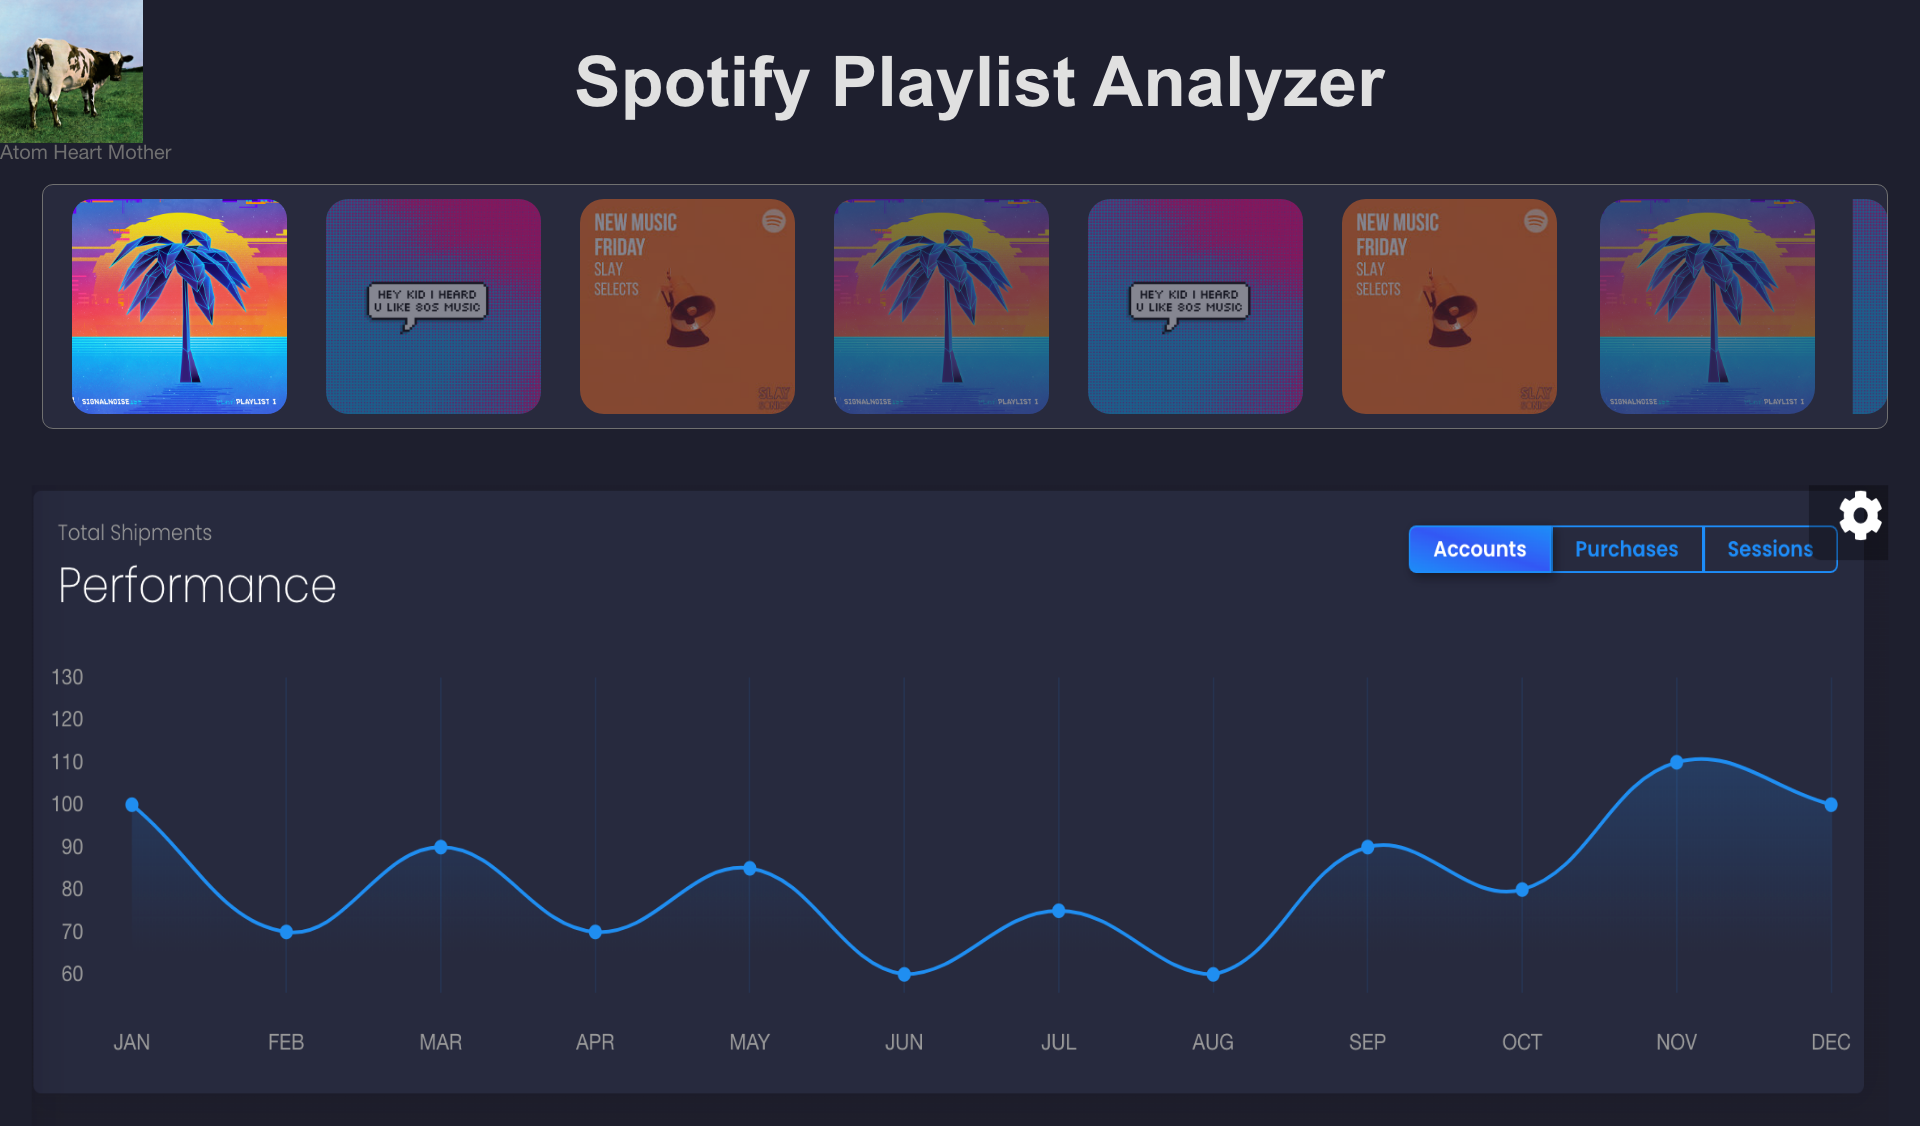 Spotify Playlist Analyzer
Atom Heart Mother
SIGNALNOISE
PLAYLIST 1
HEY KID I HEARD
U LIKE 80S MUSIC
NEW MUSIC
FRIDAY
SLAY
SELECTS
SLAY
SONICS
SIGNALNOISE
PLAYLIST 1
HEY KID I HEARD
U LIKE 80S MUSIC
NEW MUSIC
FRIDAY
SLAY
SELECTS
SLAY
SIGNALNOISE
PLAYLIST 1
Total Shipments
Performance
Accounts
Purchases
Sessions
130
120
110
100
90
80
70
60
JAN FEB MAR APR MAY JUN JUL AUG SEP OCT NOV DEC